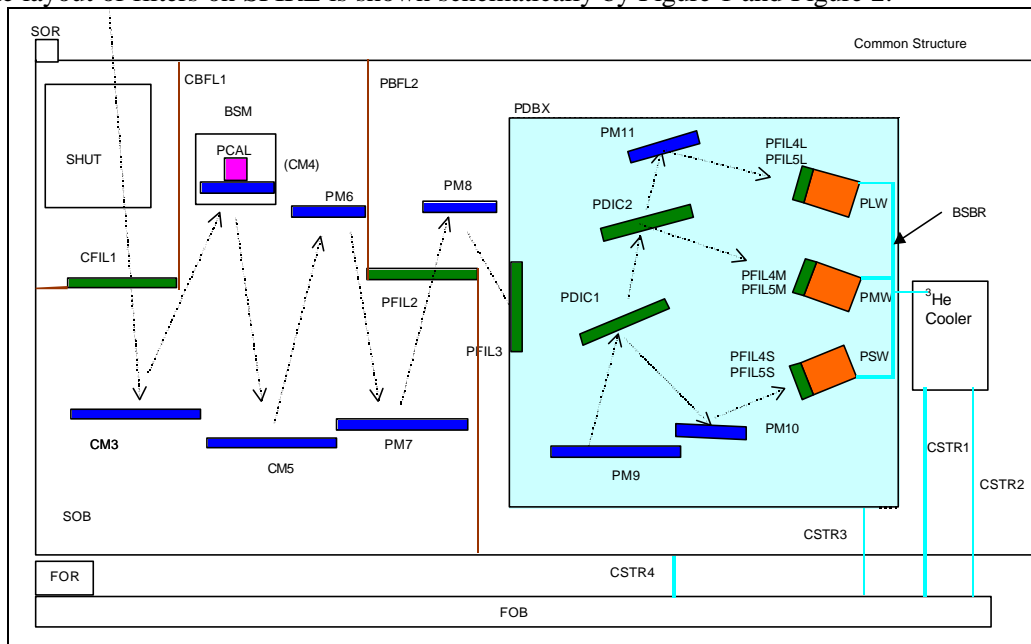 layout of filters on SPIRE is shown schematically by Figure 1 and Figure 2.
SOR
Common Structure
CBFL1
PBFL2
BSM
PDBX
SHUT
PCAL
(CM4)
PM6
PM8
PM11
PFIL4L
PFIL5L
PLW
BSBR
PDIC2
CFIL1
PFIL2
PFIL3
PDIC1
PFIL4M
PFIL5M
PMW
3He
Cooler
PFIL4S
PFIL5S
PSW
CM3
CM5
PM7
PM9
PM10
CSTR1
CSTR2
SOB
CSTR3
FOR
CSTR4
FOB